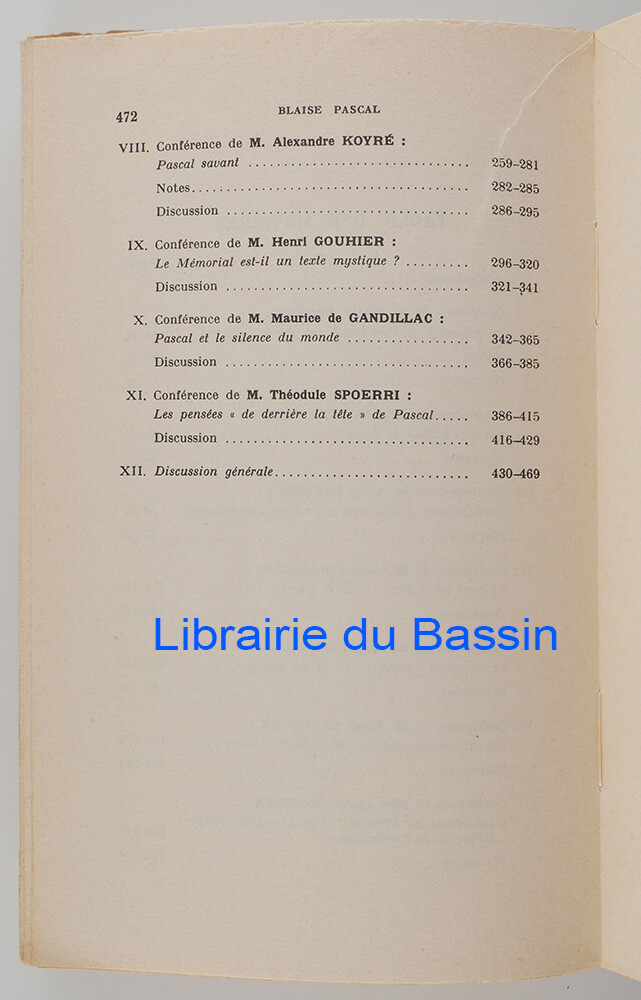 472
BLAISE PASCAL
VIII. Conférence de M. Alexandre KOYRÉ :
Pascal savant .............................. 259-281
Notes...................................... 282-285
Discussion ................................. 286-295
IX. Conférence de M. Henri GOUHIER :
Le Mémorial est-il un texte mystique ? ......... 296-320
Discussion ................................. 321-341
X. Conférence de M. Maurice de GANDILLAC :
Pascal et le silence du monde ................. 342-365
Discussion ................................. 366-385
XI. Conférence de M. Théodule SPOERRI :
Les pensées « de derrière la tête » de Pascal..... 386-415
Discussion ................................. 416-429
XII. Discussion générale........................... 430-469
Librairie du Bassin